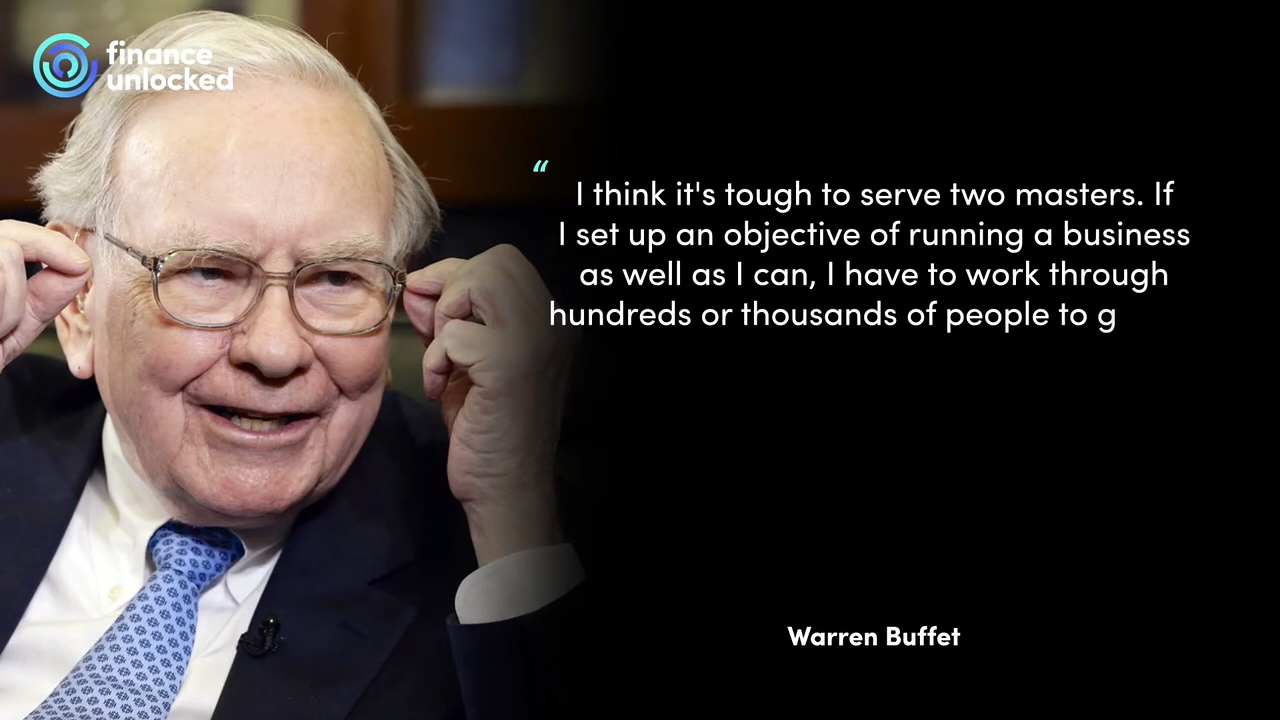 finance
unlocked
“
I think it's tough to serve two masters. If
I set up an objective of running a business
as well as I can, I have to work through
hundreds or thousands of people to g
Warren Buffet